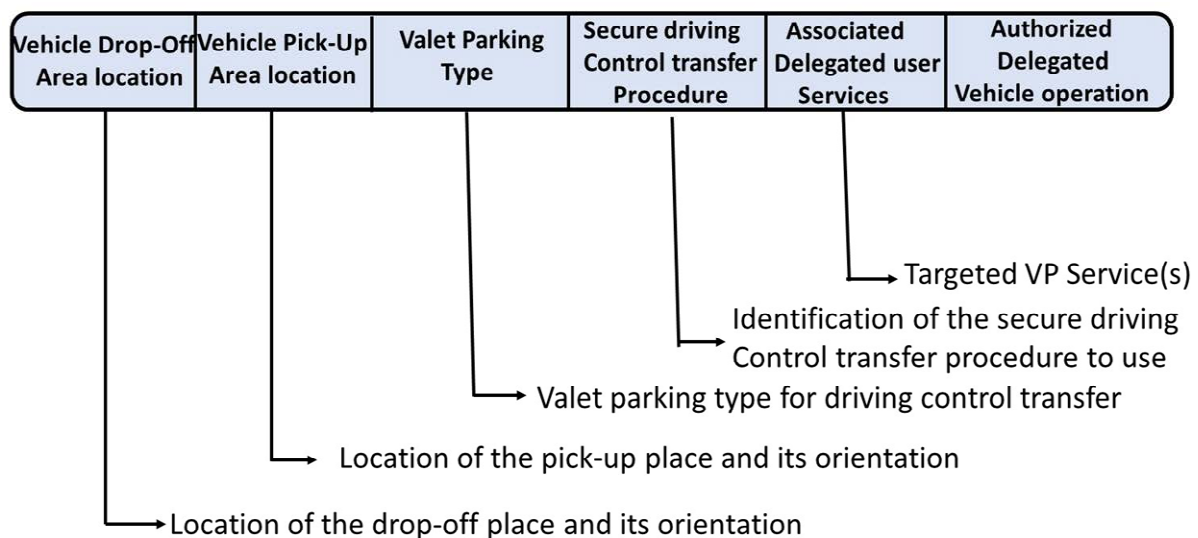 Vehicle Drop-Off
Area location
Vehicle Pick-Up
Area location
Valet Parking
Type
Secure driving
Control transfer
Procedure
Associated
Delegated user
Services
Authorized
Delegated
Vehicle operation
Targeted VP Service(s)
Identification of the secure driving
Control transfer procedure to use
Valet parking type for driving control transfer
Location of the pick-up place and its orientation
Location of the drop-off place and its orientation